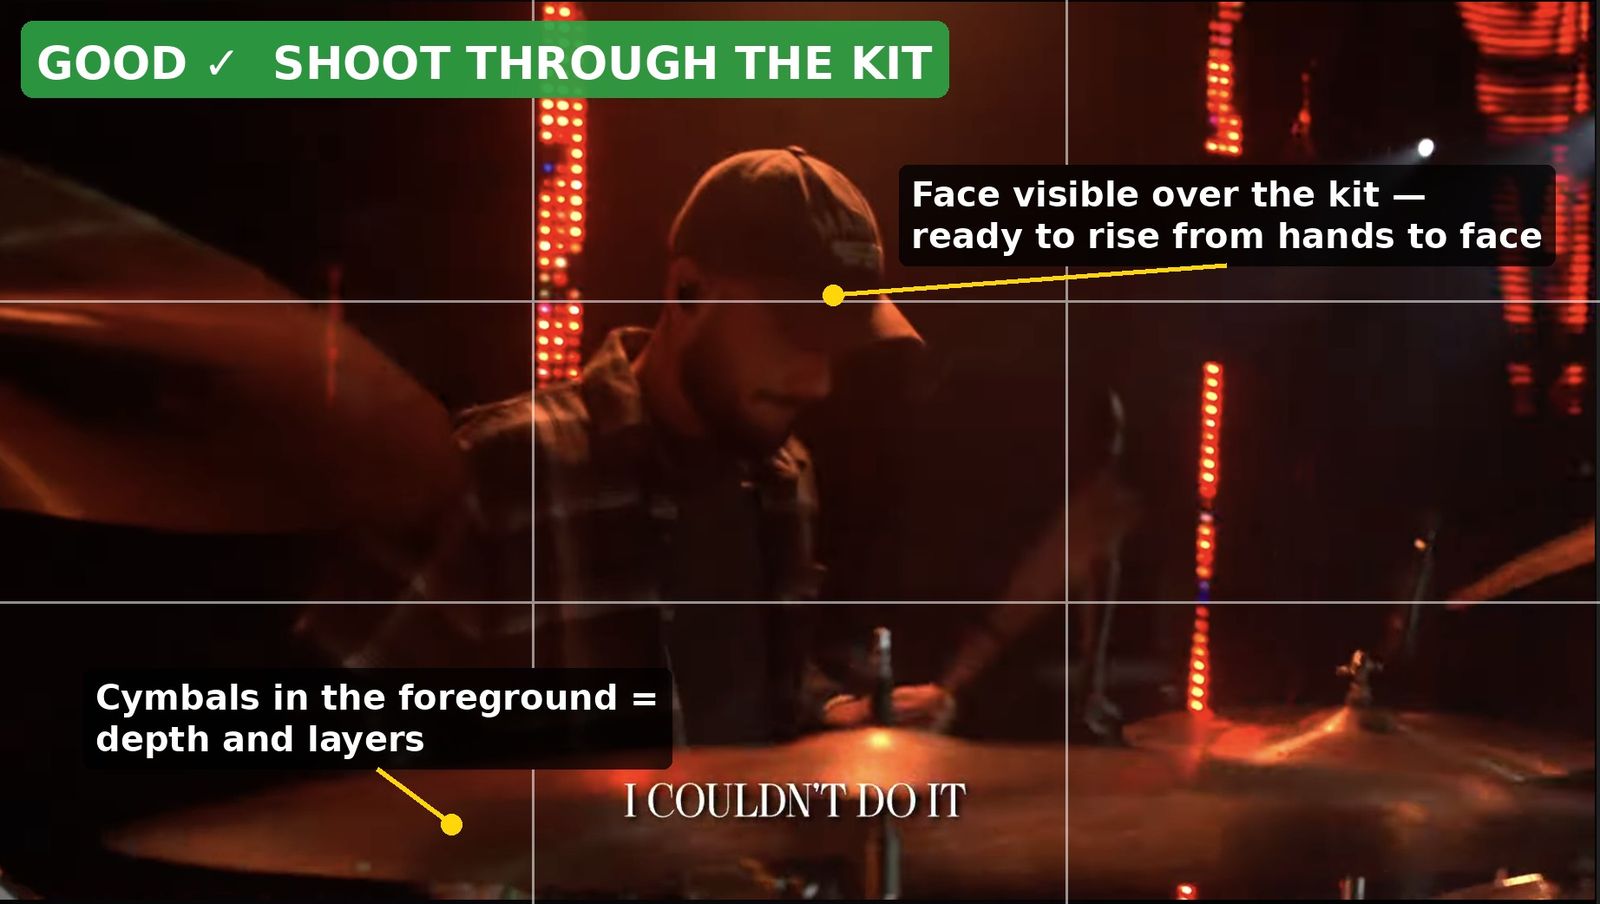 GOOD ✓ SHOOT THROUGH THE KIT
Face visible over the kit —
ready to rise from hands to face
Cymbals in the foreground =
depth and layers
I COULDN'T DO IT